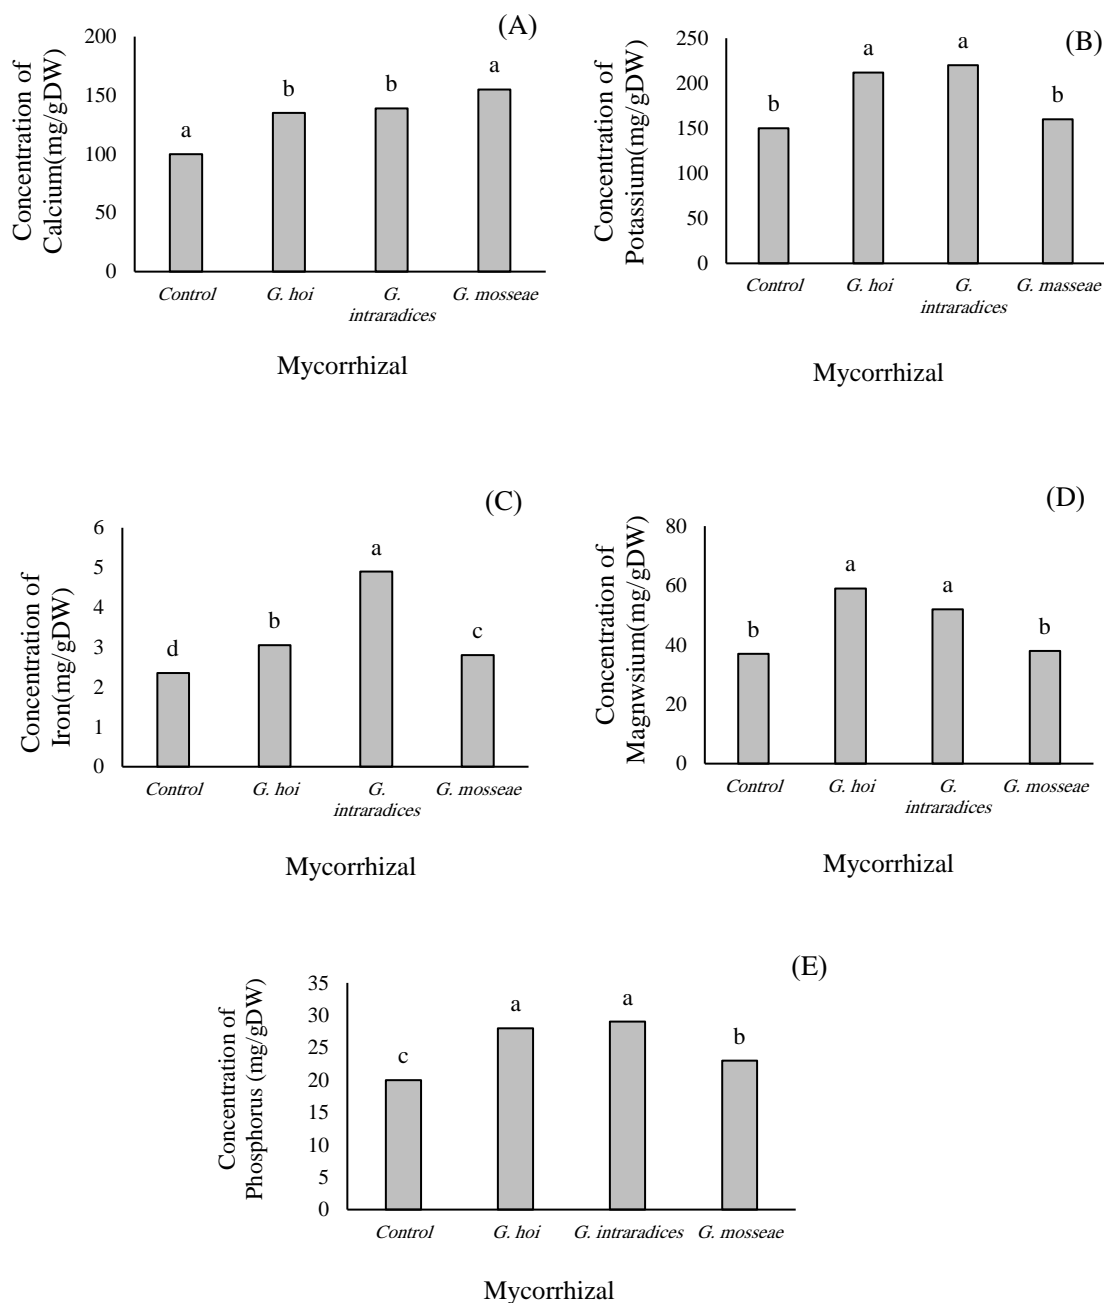 (A)
Concentration of
Calcium(mg/gDW)
200
150
100
50
0
a
b
b
a
Control
G. hoi
G.
intraradices
G. mosseae
Mycorrhizal
(B)
Concentration of
Potassium(mg/gDW)
250
200
150
100
50
0
b
a
a
b
Control
G. hoi
G.
intraradices
G. masseae
Mycorrhizal
(C)
Concentration of
Iron(mg/gDW)
6
5
4
3
2
1
0
d
b
a
c
Control
G. hoi
G.
intraradices
G. mosseae
Mycorrhizal
(D)
Concentration of
Magnwsium(mg/gDW)
80
60
40
20
0
b
a
a
b
Control
G. hoi
G.
intraradices
G. mosseae
Mycorrhizal
(E)
Concentration of
Phosphorus (mg/gDW)
35
30
25
20
15
10
5
0
c
a
a
b
Control
G. hoi
G. intraradices
G. mosseae
Mycorrhizal